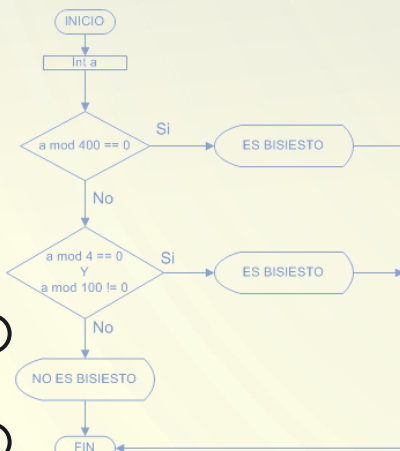 INICIO
Int a
a mod 400 == 0
Si
ES BISIESTO
No
a mod 4 == 0
Y
a mod 100 != 0
Si
ES BISIESTO
No
NO ES BISIESTO
FIN